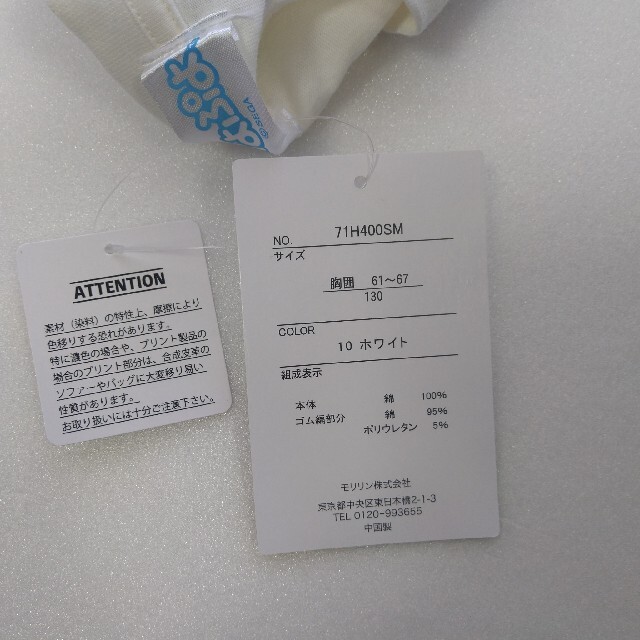 ぷよぷよ
©SEGA
ATTENTION
素材（染料）の特性上、摩擦により
色移りする恐れがあります。
特に濃色の場合や、プリント製品の
場合のプリント部分は、合成皮革の
ソファーやバッグに大変移り易い
性質があります。
お取り扱いには十分ご注意下さい。
NO. 71H400SM
サイズ
胸囲 61～67
130
COLOR
10 ホワイト
組成表示
本体 綿 100%
ゴム編部分 綿 95%
ポリウレタン 5%
モリリン株式会社
東京都中央区東日本橋2-1-3
TEL 0120-993655
中国製